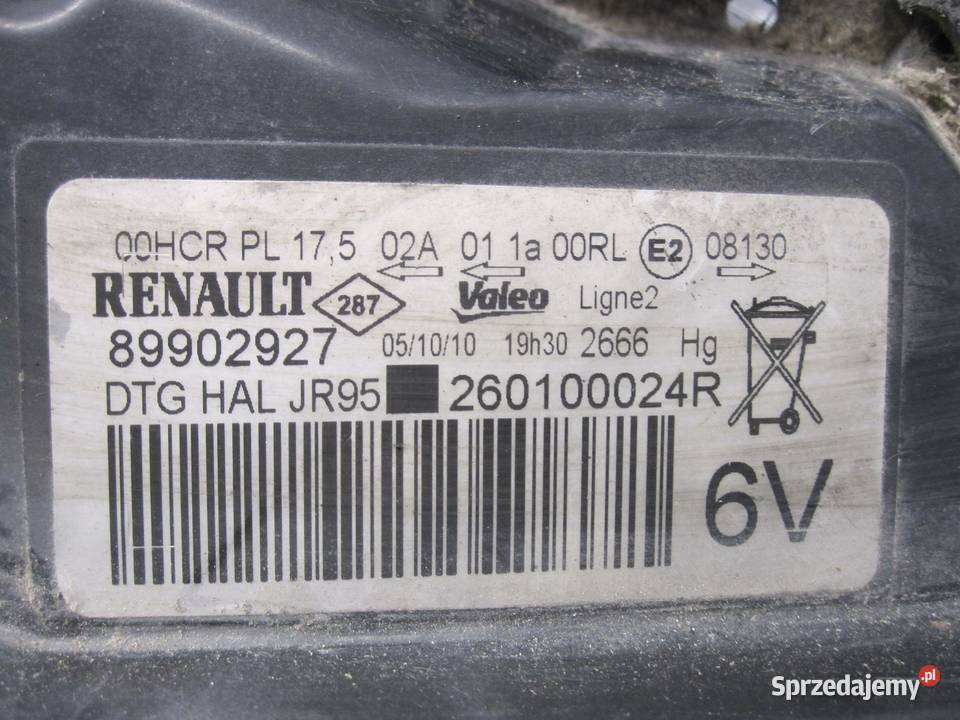 00HCR PL 17,5 02A 01 1a 00RL E2 08130
RENAULT 287 Valeo Ligne2
89902927 05/10/10 19h30 2666 Hg
DTG HAL JR95 260100024R
6V
Sprzedajemy.pl